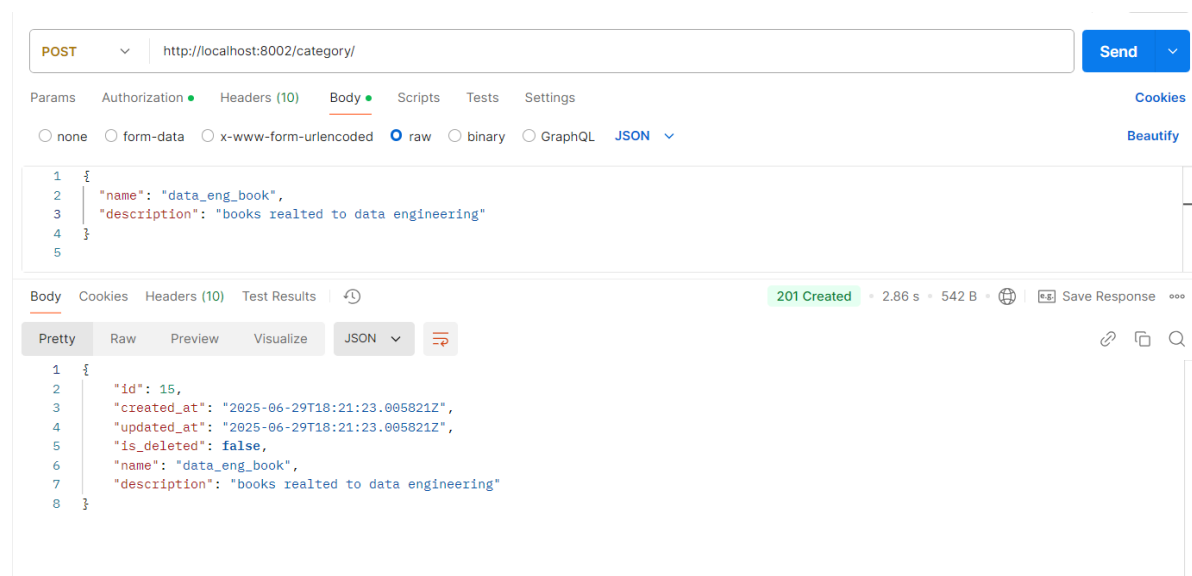 POST http://localhost:8002/category/ Send
Params Authorization Headers (10) Body Scripts Tests Settings Cookies
none form-data x-www-form-urlencoded raw binary GraphQL JSON Beautify
1 {
2 "name": "data_eng_book",
3 "description": "books realted to data engineering"
4 }
5
Body Cookies Headers (10) Test Results 201 Created 2.86 s 542 B e.g. Save Response
Pretty Raw Preview Visualize JSON
1 {
2 "id": 15,
3 "created_at": "2025-06-29T18:21:23.005821Z",
4 "updated_at": "2025-06-29T18:21:23.005821Z",
5 "is_deleted": false,
6 "name": "data_eng_book",
7 "description": "books realted to data engineering"
8 }